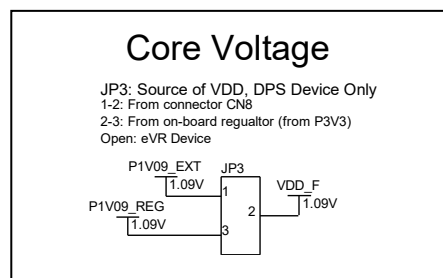 Core Voltage
JP3: Source of VDD, DPS Device Only
1-2: From connector CN8
2-3: From on-board regualtor (from P3V3)
Open: eVR Device
P1V09_EXT
JP3
1.09V
1
VDD_F
P1V09_REG
2
1.09V
1.09V
3